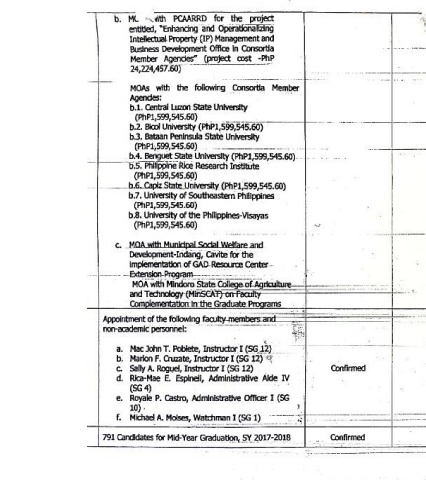 b. with PCAARRD for the project
entitled, "Enhancing and Operationalizing
Intellectual Property (IP) Management and
Business Development Office in Consortia
Member Agencies" (project cost -PhP
24,224,457.60)
MOAs with the following Consortia Member
Agencies:
b.1. Central Luzon State University
(PhP1,599,545.60)
b.2. Bicol University (PhP1,599,545.60)
b.3. Bataan Peninsula State University
(PhP1,599,545.60)
b.4. Benguet State University (PhP1,599,545.60)
b.5. Philippine Rice Research Institute
(PhP1,599,545.60)
b.6. Capiz State University (PhP1,599,545.60)
b.7. University of Southeastern Philippines
(PhP1,599,545.60)
b.8. University of the Philippines-Visayas
(PhP1,599,545.60)
c. MOA with Municipal Social Welfare and
Development-Indang, Cavite for the
implementation of GAD Resource Center
Extension Program
MOA with Mindoro State College of Agriculture
and Technology (MinSCAT) on Faculty
Complementation in the Graduate Programs
Appointment of the following faculty members and
non-academic personnel:
a. Mac John T. Poblete, Instructor I (SG 12)
b. Marlon F. Cruzate, Instructor I (SG 12)
c. Sally A. Roguel, Instructor I (SG 12) Confirmed
d. Rica-Mae E. Espineli, Administrative Aide IV
(SG 4)
e. Royale P. Castro, Administrative Officer I (SG
10)
f. Michael A. Moises, Watchman I (SG 1)
791 Candidates for Mid-Year Graduation, SY 2017-2018 Confirmed